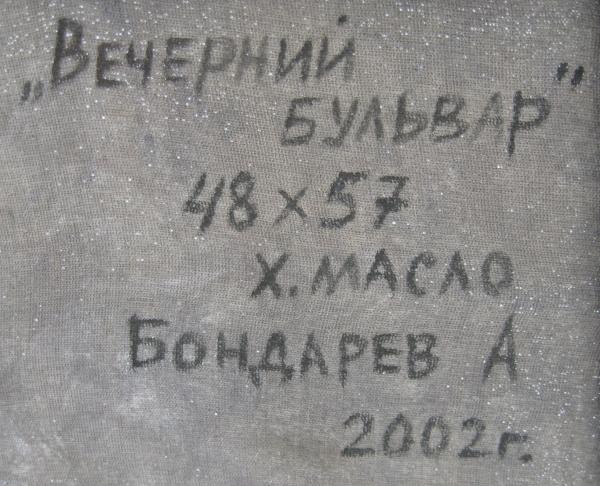 „Вечерний
бульвар"
48×57
х. масло
Бондарев А
2002г.